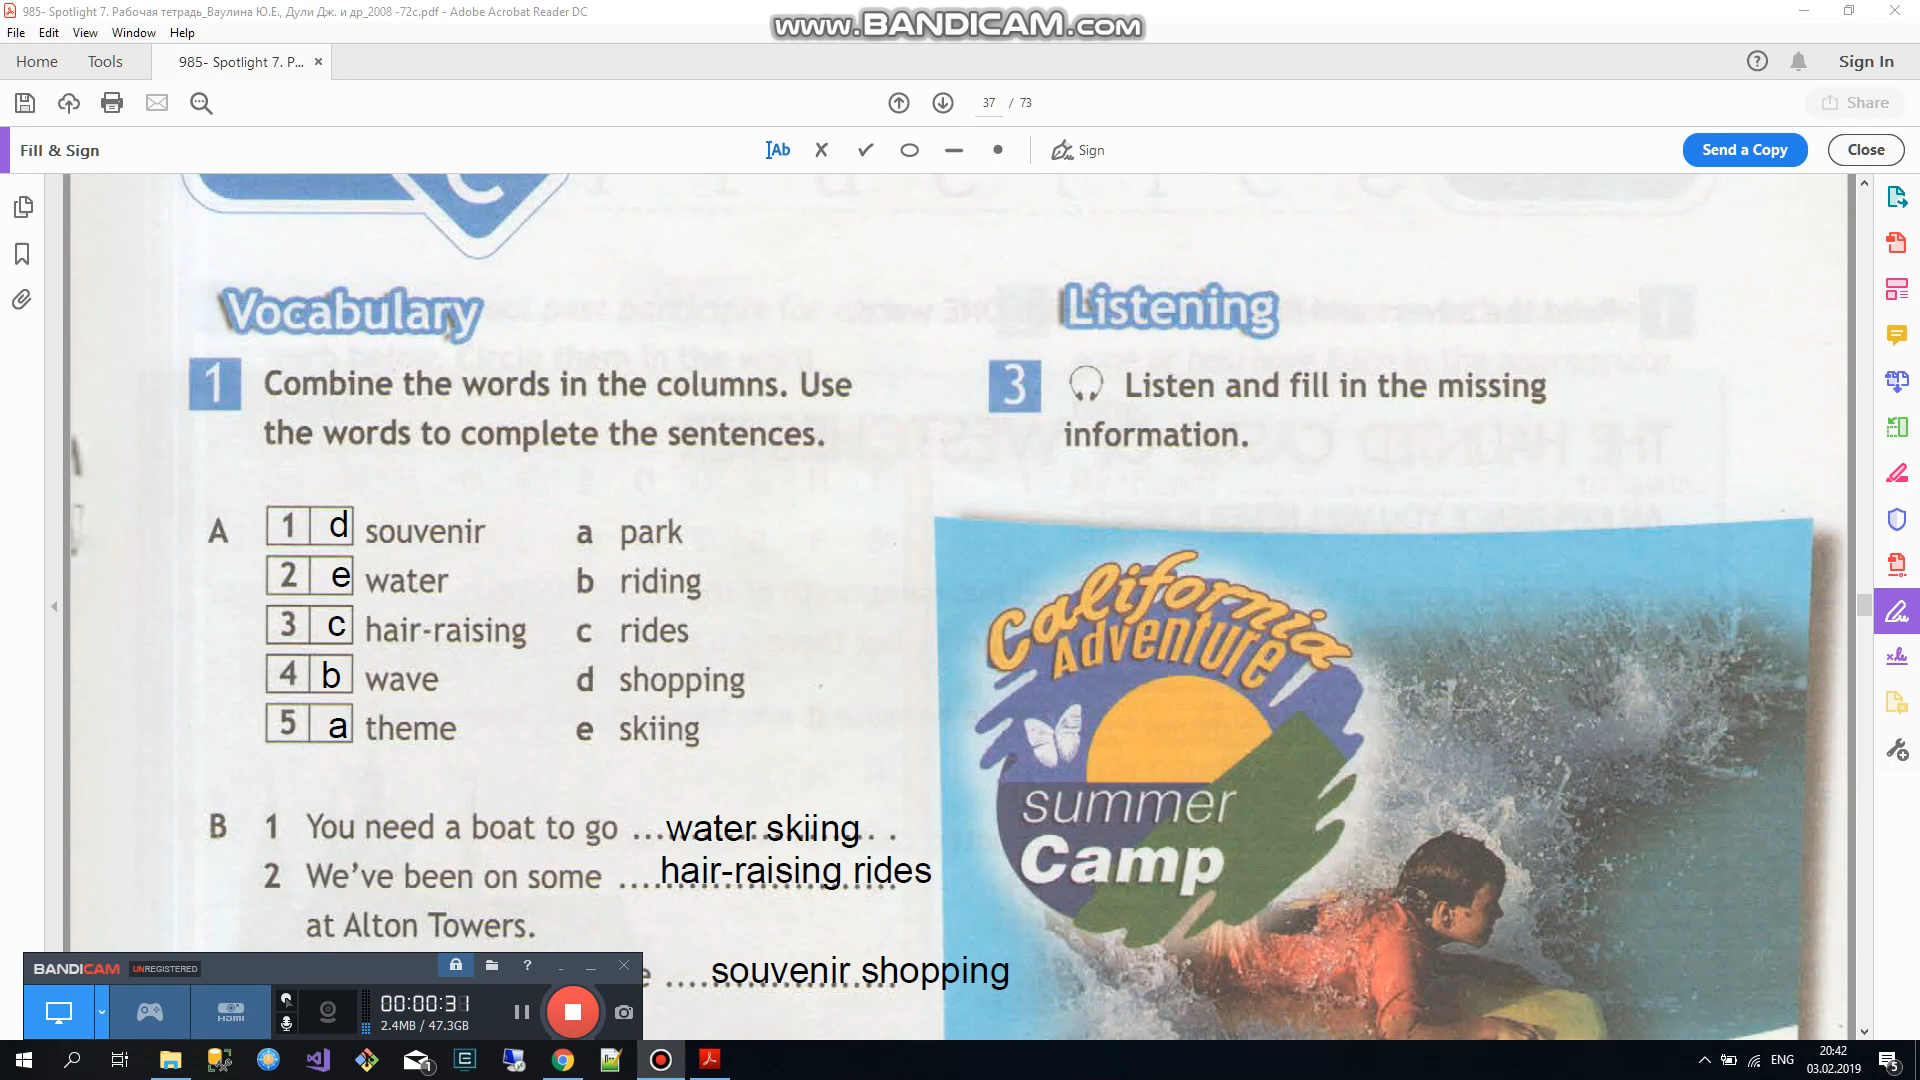 985- Spotlight 7. Рабочая тетрадь_Ваулина Ю.Е., Дули Дж. и др_2008 -72с.pdf - Adobe Acrobat Reader DC
www.BANDICAM.com
File Edit View Window Help
Home Tools 985- Spotlight 7. P... × Sign In
37 / 73 Share
Fill & Sign Ab Sign Send a Copy Close
Vocabulary
1 Combine the words in the columns. Use
the words to complete the sentences.
A 1 d souvenir a park
2 e water b riding
3 c hair-raising c rides
4 b wave d shopping
5 a theme e skiing
B 1 You need a boat to go ... water skiing .
2 We've been on some ... hair-raising rides
at Alton Towers.
e .... souvenir shopping
Listening
3 Listen and fill in the missing
information.
California
Adventure
summer
Camp
BANDICAM UNREGISTERED
HDMI
00:00:31
2.4MB / 47.3GB
ENG
20:42
03.02.2019
1
5